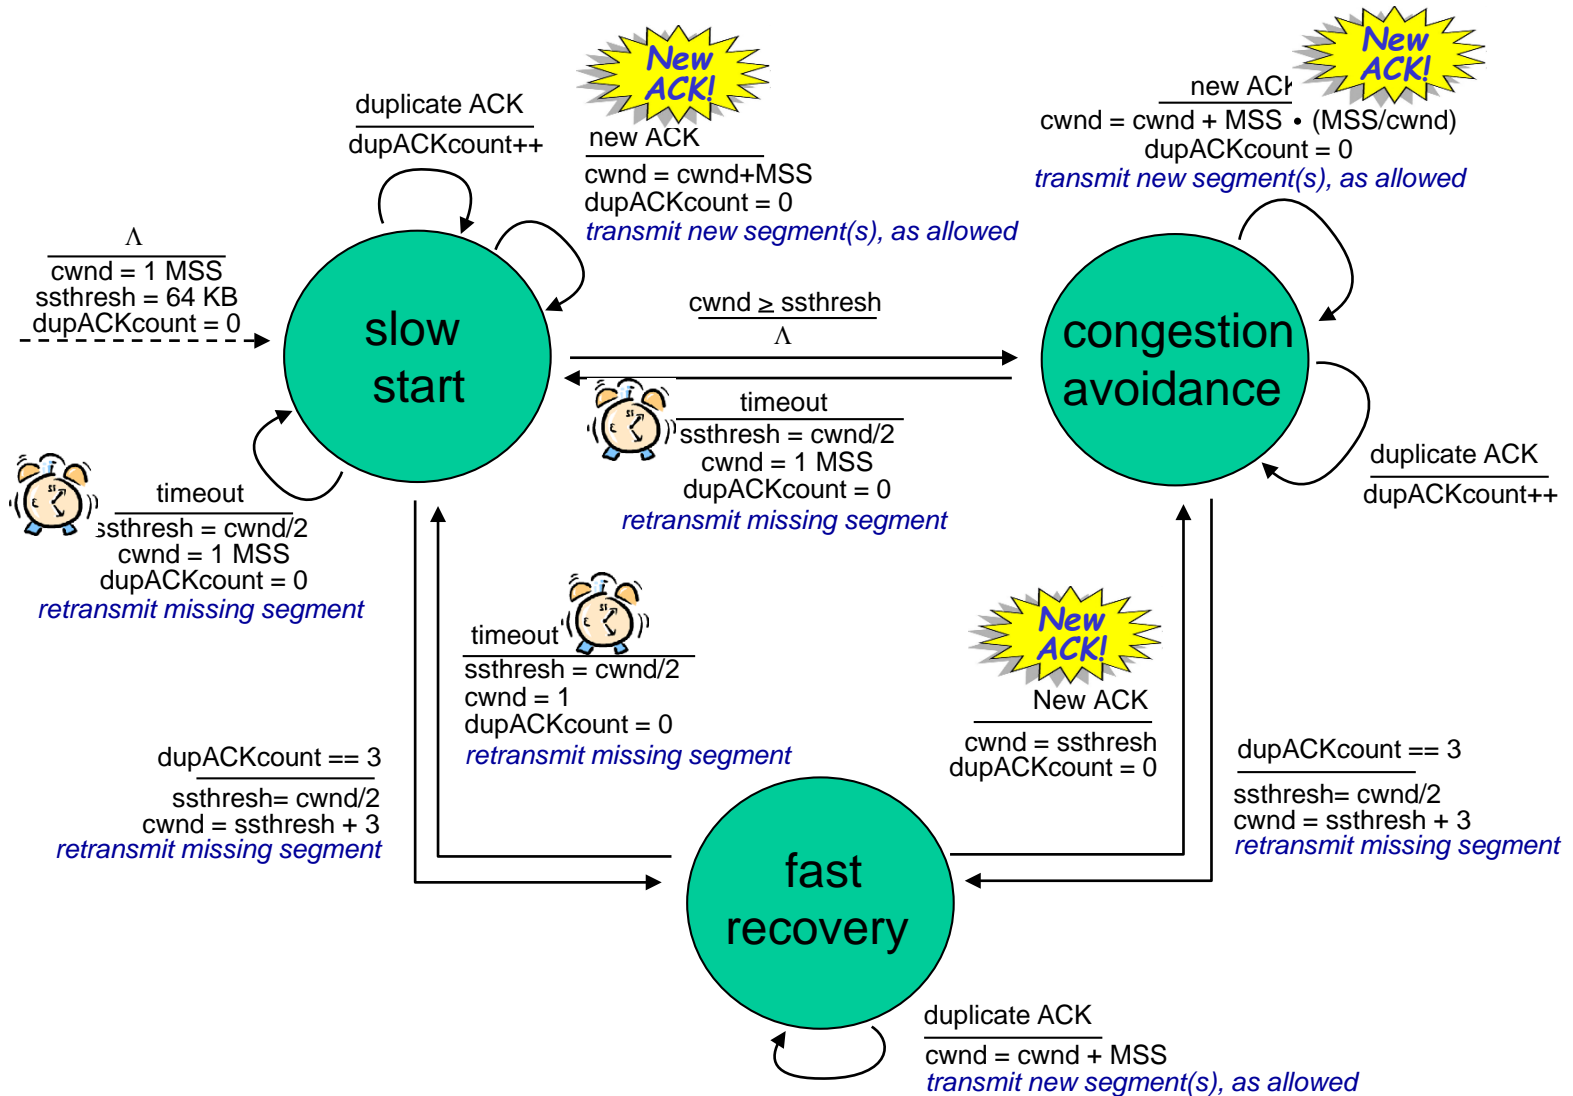 New
ACK!
duplicate ACK
dupACKcount++
new ACK
cwnd = cwnd+MSS
dupACKcount = 0
transmit new segment(s), as allowed
New
ACK!
new ACK
cwnd = cwnd + MSS • (MSS/cwnd)
dupACKcount = 0
transmit new segment(s), as allowed
Λ
cwnd = 1 MSS
ssthresh = 64 KB
dupACKcount = 0
slow
start
cwnd ≥ ssthresh
Λ
congestion
avoidance
timeout
ssthresh = cwnd/2
cwnd = 1 MSS
dupACKcount = 0
retransmit missing segment
duplicate ACK
dupACKcount++
timeout
ssthresh = cwnd/2
cwnd = 1 MSS
dupACKcount = 0
retransmit missing segment
timeout
ssthresh = cwnd/2
cwnd = 1
dupACKcount = 0
retransmit missing segment
New
ACK!
New ACK
cwnd = ssthresh
dupACKcount = 0
dupACKcount == 3
ssthresh= cwnd/2
cwnd = ssthresh + 3
retransmit missing segment
dupACKcount == 3
ssthresh= cwnd/2
cwnd = ssthresh + 3
retransmit missing segment
fast
recovery
duplicate ACK
cwnd = cwnd + MSS
transmit new segment(s), as allowed